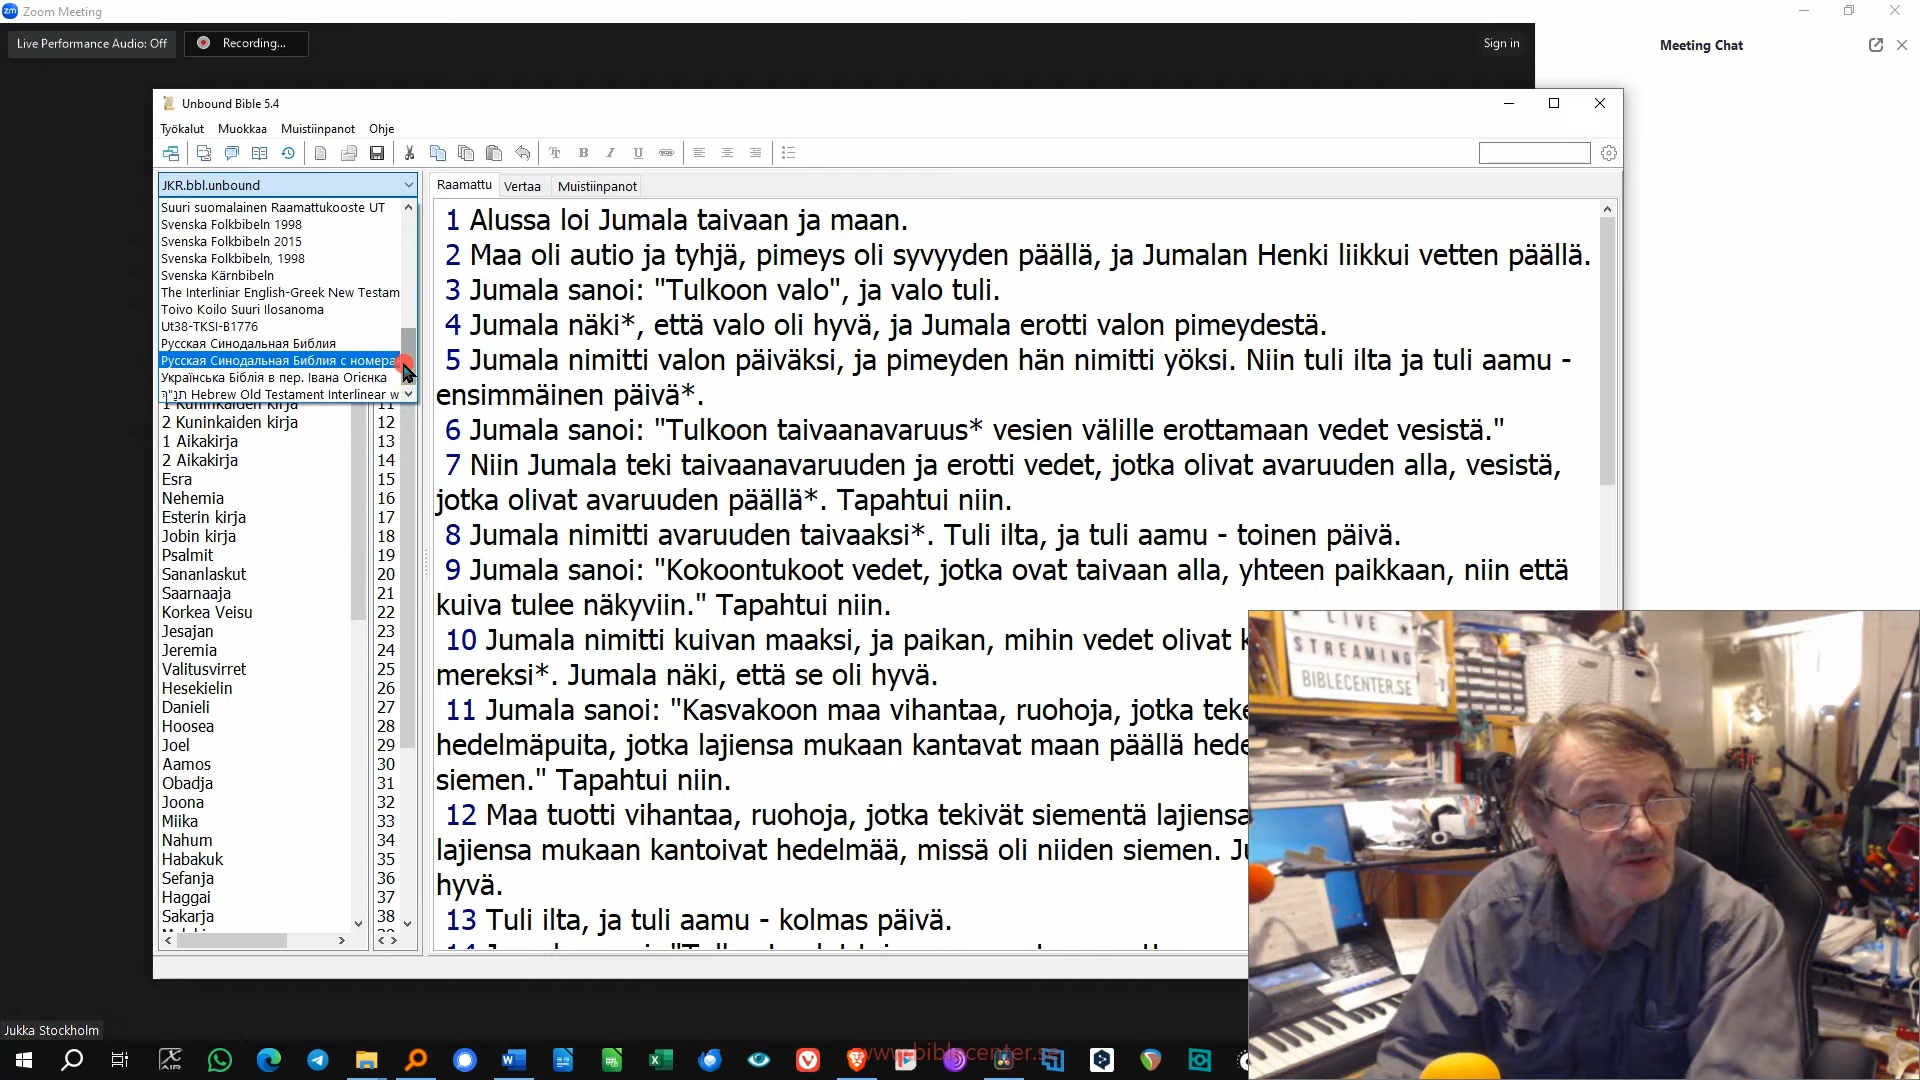 Zoom Meeting
Live Performance Audio: Off
Recording...
Sign in
Meeting Chat
Unbound Bible 5.4
Työkalut Muokkaa Muistiinpanot Ohje
JKR.bbl.unbound
Suuri suomalainen Raamattukooste UT
Svenska Folkbibeln 1998
Svenska Folkbibeln 2015
Svenska Folkbibeln, 1998
Svenska Kärnbibeln
The Interliniar English-Greek New Testam
Toivo Koilo Suuri Ilosanoma
Ut38-TKSI-B1776
Русская Синодальная Библия
Русская Синодальная Библия с номера
Українська Біблія в пер. Івана Огієнка
תנ"ך Hebrew Old Testament Interlinear w
1 Kuninkaiden kirja 11
2 Kuninkaiden kirja 12
1 Aikakirja 13
2 Aikakirja 14
Esra 15
Nehemia 16
Esterin kirja 17
Jobin kirja 18
Psalmit 19
Sananlaskut 20
Saarnaaja 21
Korkea Veisu 22
Jesajan 23
Jeremia 24
Valitusvirret 25
Hesekielin 26
Danieli 27
Hoosea 28
Joel 29
Aamos 30
Obadja 31
Joona 32
Miika 33
Nahum 34
Habakuk 35
Sefanja 36
Haggai 37
Sakarja 38
Raamattu Vertaa Muistiinpanot
1 Alussa loi Jumala taivaan ja maan.
2 Maa oli autio ja tyhjä, pimeys oli syvyyden päällä, ja Jumalan Henki liikkui vetten päällä.
3 Jumala sanoi: "Tulkoon valo", ja valo tuli.
4 Jumala näki*, että valo oli hyvä, ja Jumala erotti valon pimeydestä.
5 Jumala nimitti valon päiväksi, ja pimeyden hän nimitti yöksi. Niin tuli ilta ja tuli aamu -
ensimmäinen päivä*.
6 Jumala sanoi: "Tulkoon taivaanavaruus* vesien välille erottamaan vedet vesistä."
7 Niin Jumala teki taivaanavaruuden ja erotti vedet, jotka olivat avaruuden alla, vesistä,
jotka olivat avaruuden päällä*. Tapahtui niin.
8 Jumala nimitti avaruuden taivaaksi*. Tuli ilta, ja tuli aamu - toinen päivä.
9 Jumala sanoi: "Kokoontukoot vedet, jotka ovat taivaan alla, yhteen paikkaan, niin että
kuiva tulee näkyviin." Tapahtui niin.
10 Jumala nimitti kuivan maaksi, ja paikan, mihin vedet olivat k
mereksi*. Jumala näki, että se oli hyvä.
11 Jumala sanoi: "Kasvakoon maa vihantaa, ruohoja, jotka teke
hedelmäpuita, jotka lajiensa mukaan kantavat maan päällä hede
siemen." Tapahtui niin.
12 Maa tuotti vihantaa, ruohoja, jotka tekivät siementä lajiensa
lajiensa mukaan kantoivat hedelmää, missä oli niiden siemen. Ju
hyvä.
13 Tuli ilta, ja tuli aamu - kolmas päivä.
LIVE
STREAMING
BIBLECENTER.SE
Jukka Stockholm
www.biblecenter.se